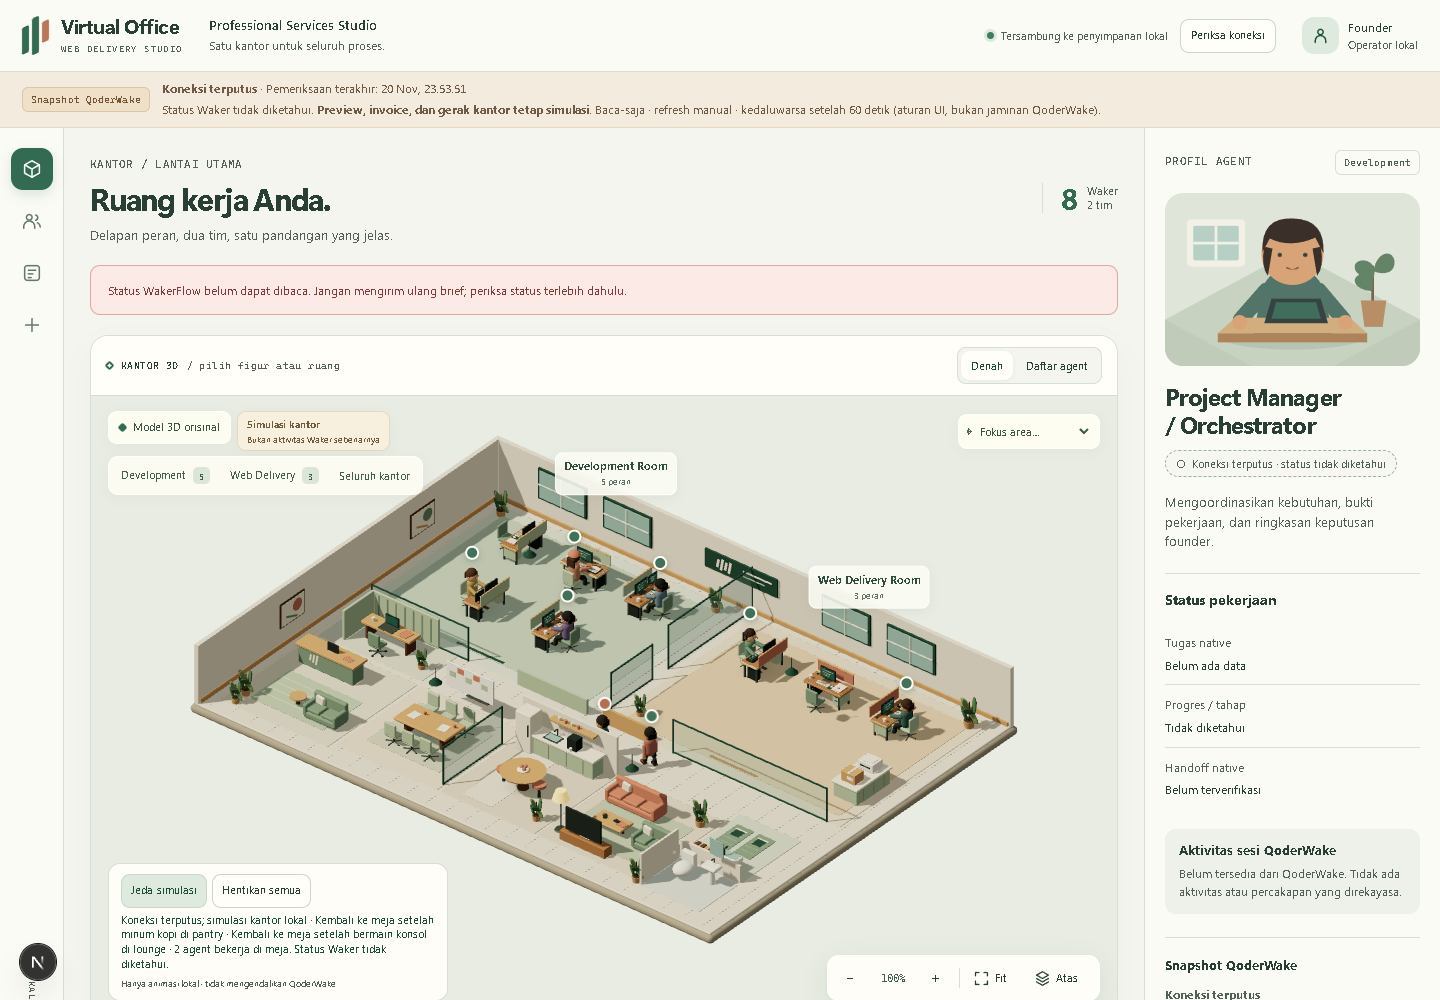 Virtual Office
WEB DELIVERY STUDIO
Professional Services Studio
Satu kantor untuk seluruh proses.
Tersambung ke penyimpanan lokal
Periksa koneksi
Founder
Operator lokal
Snapshot QoderWake
Koneksi terputus · Pemeriksaan terakhir: 20 Nov, 23.53.51
Status Waker tidak diketahui. Preview, invoice, dan gerak kantor tetap simulasi. Baca-saja · refresh manual · kedaluwarsa setelah 60 detik (aturan UI, bukan jaminan QoderWake).
KANTOR / LANTAI UTAMA
Ruang kerja Anda.
Delapan peran, dua tim, satu pandangan yang jelas.
8
Waker
2 tim
Status WakerFlow belum dapat dibaca. Jangan mengirim ulang brief; periksa status terlebih dahulu.
KANTOR 3D / pilih figur atau ruang
Denah
Daftar agent
Model 3D orisinal
Simulasi kantor
Bukan aktivitas Waker sebenarnya
Fokus area...
Development 5
Web Delivery 3
Seluruh kantor
Development Room
5 peran
Web Delivery Room
3 peran
Jeda simulasi
Hentikan semua
Koneksi terputus; simulasi kantor lokal · Kembali ke meja setelah
minum kopi di pantry · Kembali ke meja setelah bermain konsol
di lounge · 2 agent bekerja di meja. Status Waker tidak
diketahui.
Hanya animasi lokal · tidak mengendalikan QoderWake
− 100% +
Fit
Atas
N
KAL
PROFIL AGENT
Development
Project Manager
/ Orchestrator
Koneksi terputus · status tidak diketahui
Mengoordinasikan kebutuhan, bukti
pekerjaan, dan ringkasan keputusan
founder.
Status pekerjaan
Tugas native
Belum ada data
Progres / tahap
Tidak diketahui
Handoff native
Belum terverifikasi
Aktivitas sesi QoderWake
Belum tersedia dari QoderWake. Tidak ada
aktivitas atau percakapan yang direkayasa.
Snapshot QoderWake
Koneksi terputus